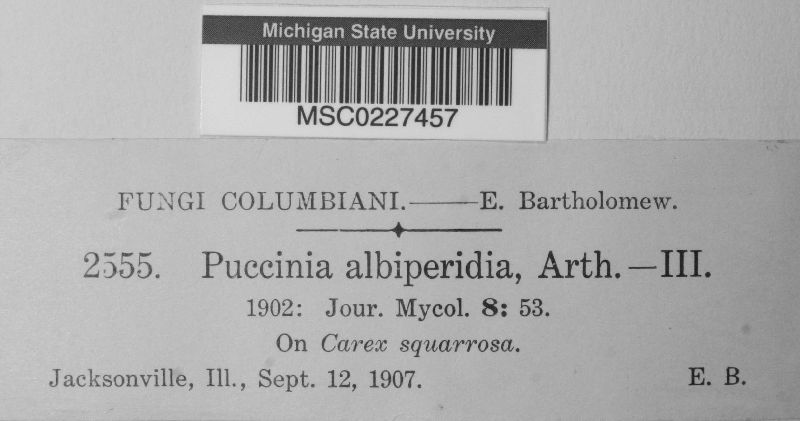 Michigan State University
MSC0227457
FUNGI COLUMBIANI.——E. Bartholomew.
2555. Puccinia albiperidia, Arth.—III.
1902: Jour. Mycol. 8: 53.
On Carex squarrosa.
Jacksonville, Ill., Sept. 12, 1907. E. B.